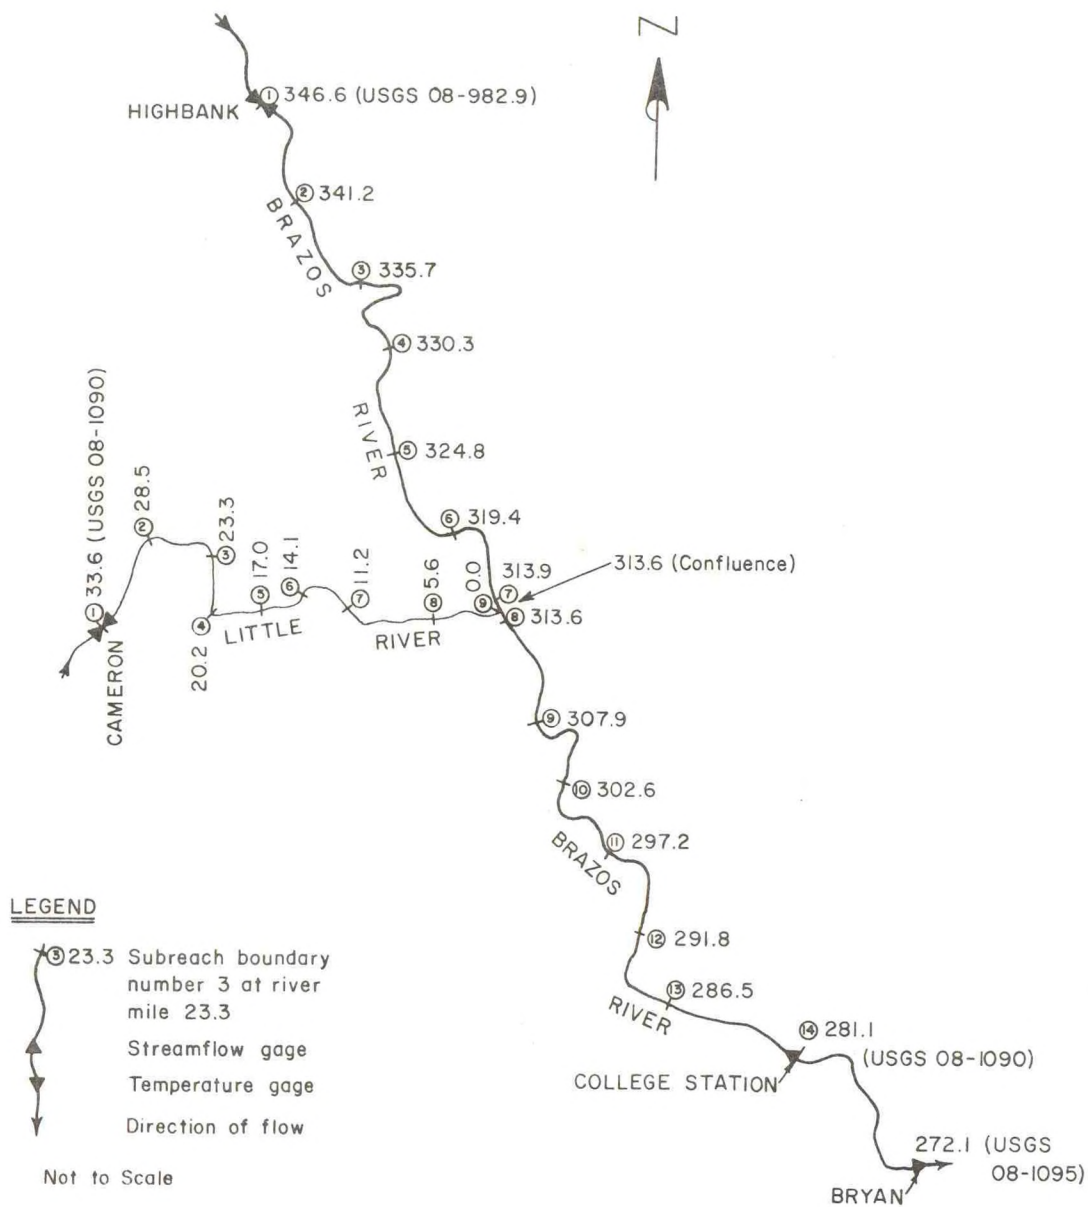 N
① 346.6 (USGS 08-982.9)
HIGHBANK
② 341.2
BRAZOS
③ 335.7
④ 330.3
RIVER
⑤ 324.8
⑥ 319.4
① 33.6 (USGS 08-1090)
CAMERON
② 28.5
③ 23.3
④ 20.2
⑤ 17.0
⑥ 14.1
⑦ 11.2
⑧ 5.6
⑨ 0.0
LITTLE
RIVER
⑦ 313.9
313.6 (Confluence)
⑧ 313.6
⑨ 307.9
⑩ 302.6
BRAZOS
⑪ 297.2
⑫ 291.8
⑬ 286.5
RIVER
⑭ 281.1
(USGS 08-1090)
COLLEGE STATION
272.1 (USGS
08-1095)
BRYAN
LEGEND
③ 23.3 Subreach boundary
number 3 at river
mile 23.3
Streamflow gage
Temperature gage
Direction of flow
Not to Scale